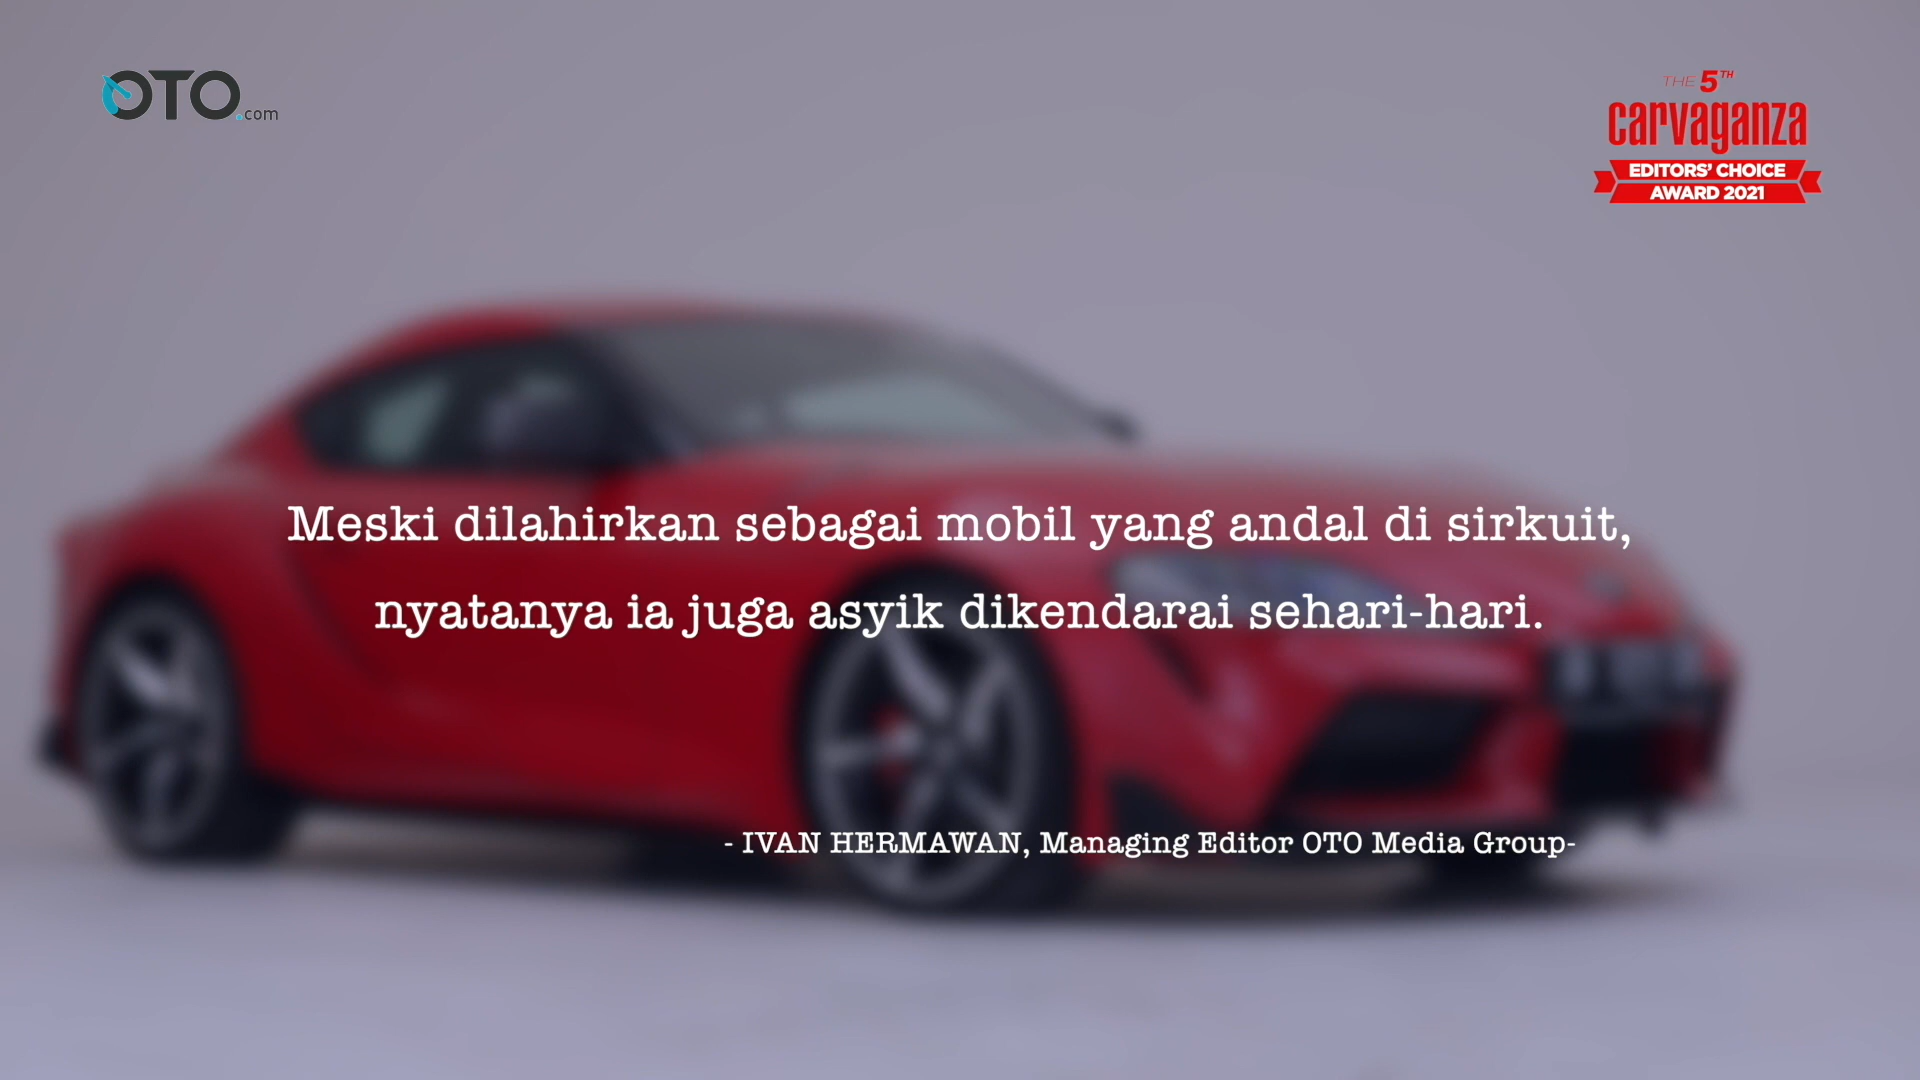 OTO.com
THE 5TH
carvaganza
EDITORS' CHOICE
AWARD 2021
Meski dilahirkan sebagai mobil yang andal di sirkuit,
nyatanya ia juga asyik dikendarai sehari-hari.
- IVAN HERMAWAN, Managing Editor OTO Media Group-